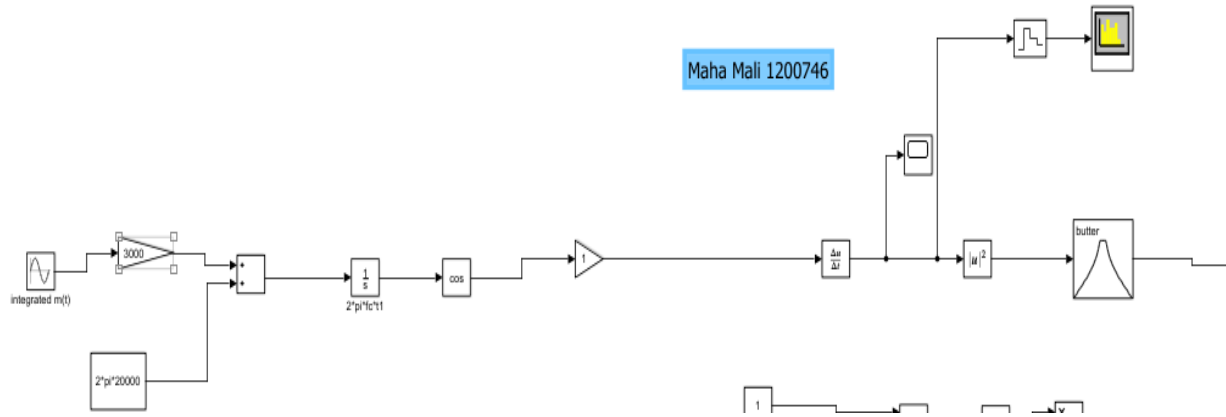 Maha Mali 1200746
butter
3000
+
+
1
Δu
Δt
|u|²
1
s
cos
integrated m(t)
2*pi*fc*t1
2*pi*20000
1
x